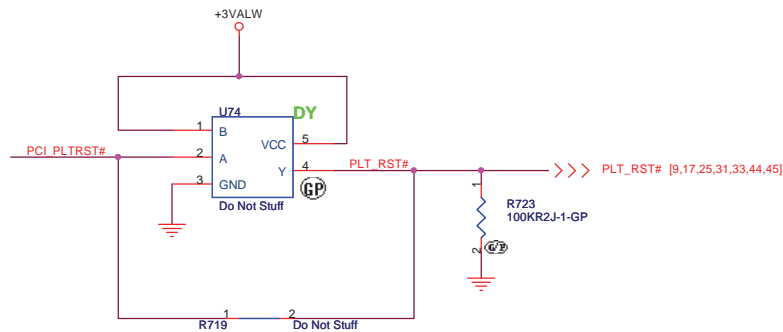 +3VALW
U74
DY
1
B
VCC
5
PCI_PLTRST#
2
A
Y
4
PLT_RST#
PLT_RST# [9,17,25,31,33,44,45]
3
GND
GP
Do Not Stuff
1
R723
100KR2J-1-GP
2
G/P
R719
1
2
Do Not Stuff